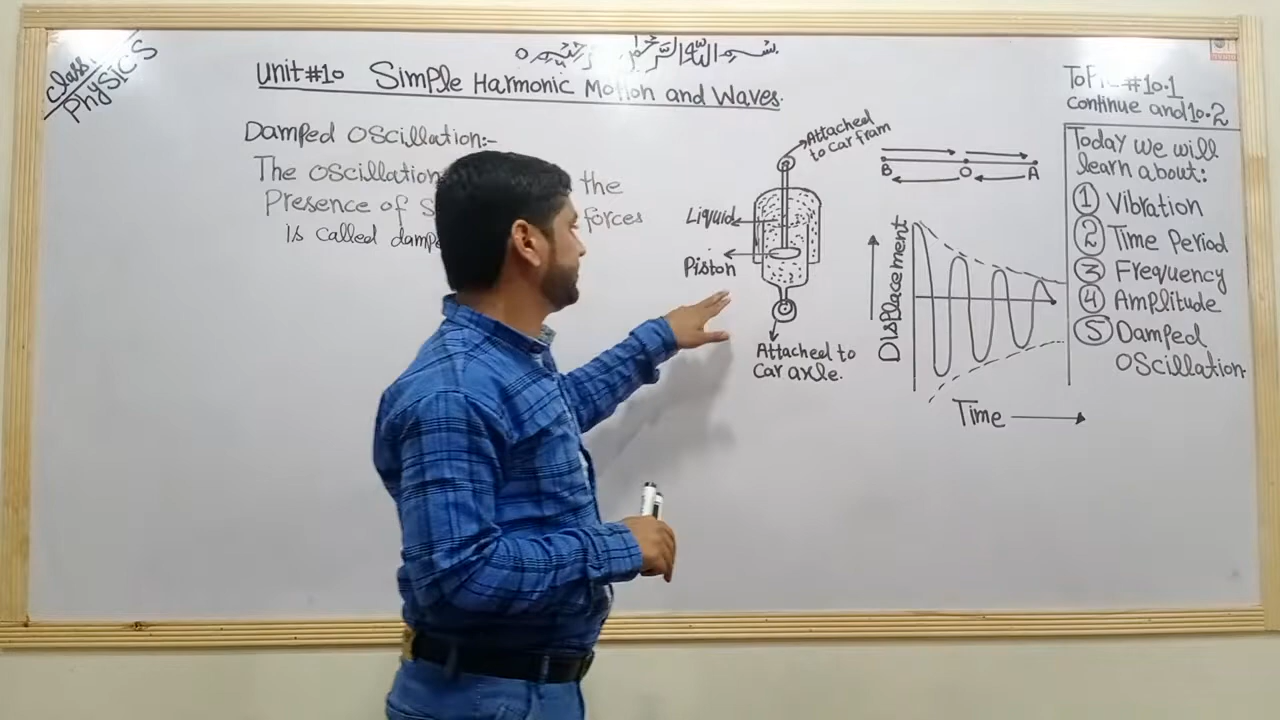 Class
Physics
Unit #10 Simple Harmonic Motion and Waves.
Topic #10.1
continue and 10.2
Damped Oscillation:-
The oscillation the
Presence of forces
Is called
Attached
to car fram
Liquid
Piston
Attached to
car axle.
B O A
Displacement
Time
Today we will
learn about:
① Vibration
② Time Period
③ Frequency
④ Amplitude
⑤ Damped
Oscillation.